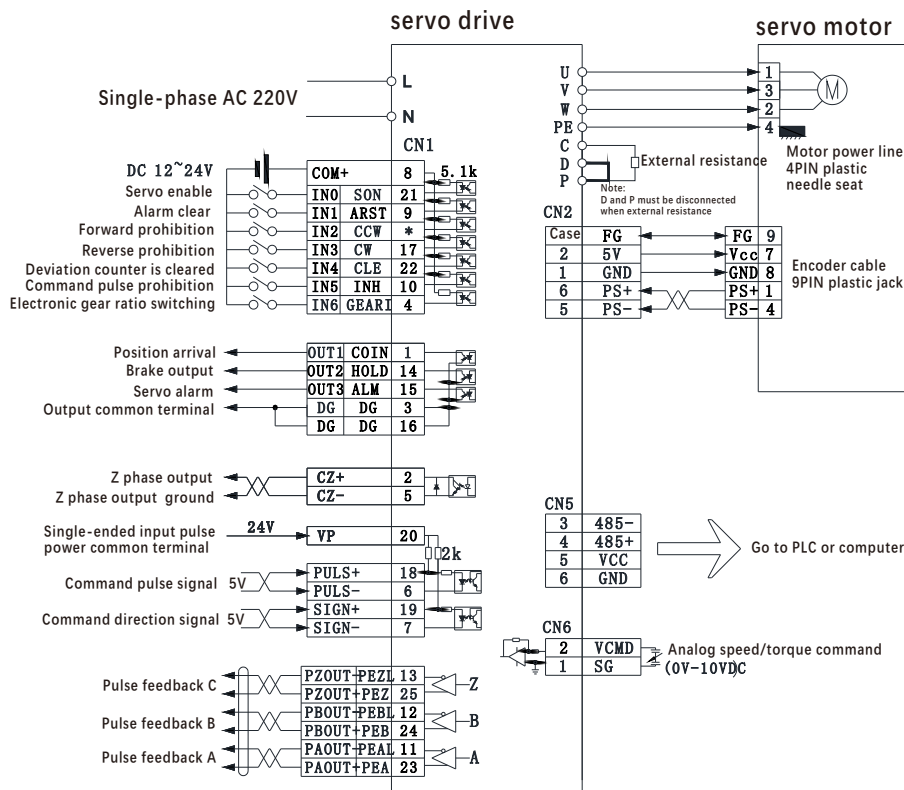 servo drive
servo motor
Single-phase AC 220V
L
N
CN1
DC 12~24V
COM+ 8 5.1k
Servo enable IN0 SON 21
Alarm clear IN1 ARST 9
Forward prohibition IN2 CCW *
Reverse prohibition IN3 CW 17
Deviation counter is cleared IN4 CLE 22
Command pulse prohibition IN5 INH 10
Electronic gear ratio switching IN6 GEARI 4
Position arrival OUT1 COIN 1
Brake output OUT2 HOLD 14
Servo alarm OUT3 ALM 15
Output common terminal DG DG 3
DG DG 16
Z phase output CZ+ 2
Z phase output ground CZ- 5
Single-ended input pulse
power common terminal
24V VP 20
2k
Command pulse signal 5V
PULS+ 18
PULS- 6
Command direction signal 5V
SIGN+ 19
SIGN- 7
Pulse feedback C
PZOUT-PEZL 13
PZOUT+PEZ 25
Z
Pulse feedback B
PBOUT-PEBL 12
PBOUT+PEB 24
B
Pulse feedback A
PAOUT-PEAL 11
PAOUT+PEA 23
A
U 1
V 3
W 2
PE 4
M
C
D
P
External resistance
Note:
D and P must be disconnected
when external resistance
Motor power line
4PIN plastic
needle seat
CN2
Case FG FG 9
2 5V Vcc 7
1 GND GND 8
6 PS+ PS+ 1
5 PS- PS- 4
Encoder cable
9PIN plastic jack
CN5
3 485-
4 485+
5 VCC
6 GND
Go to PLC or computer
CN6
2 VCMD
1 SG
Analog speed/torque command
(0V-10VDC)